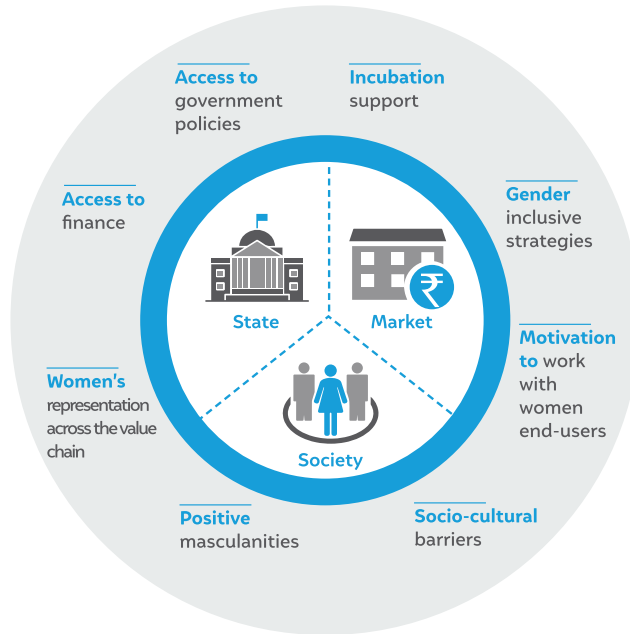 Access to
government
policies
Incubation
support
Access to
finance
Gender
inclusive
strategies
State
₹
Market
Motivation
to work
with
women
end-users
Women's
representation
across the value
chain
Society
Positive
masculanities
Socio-cultural
barriers